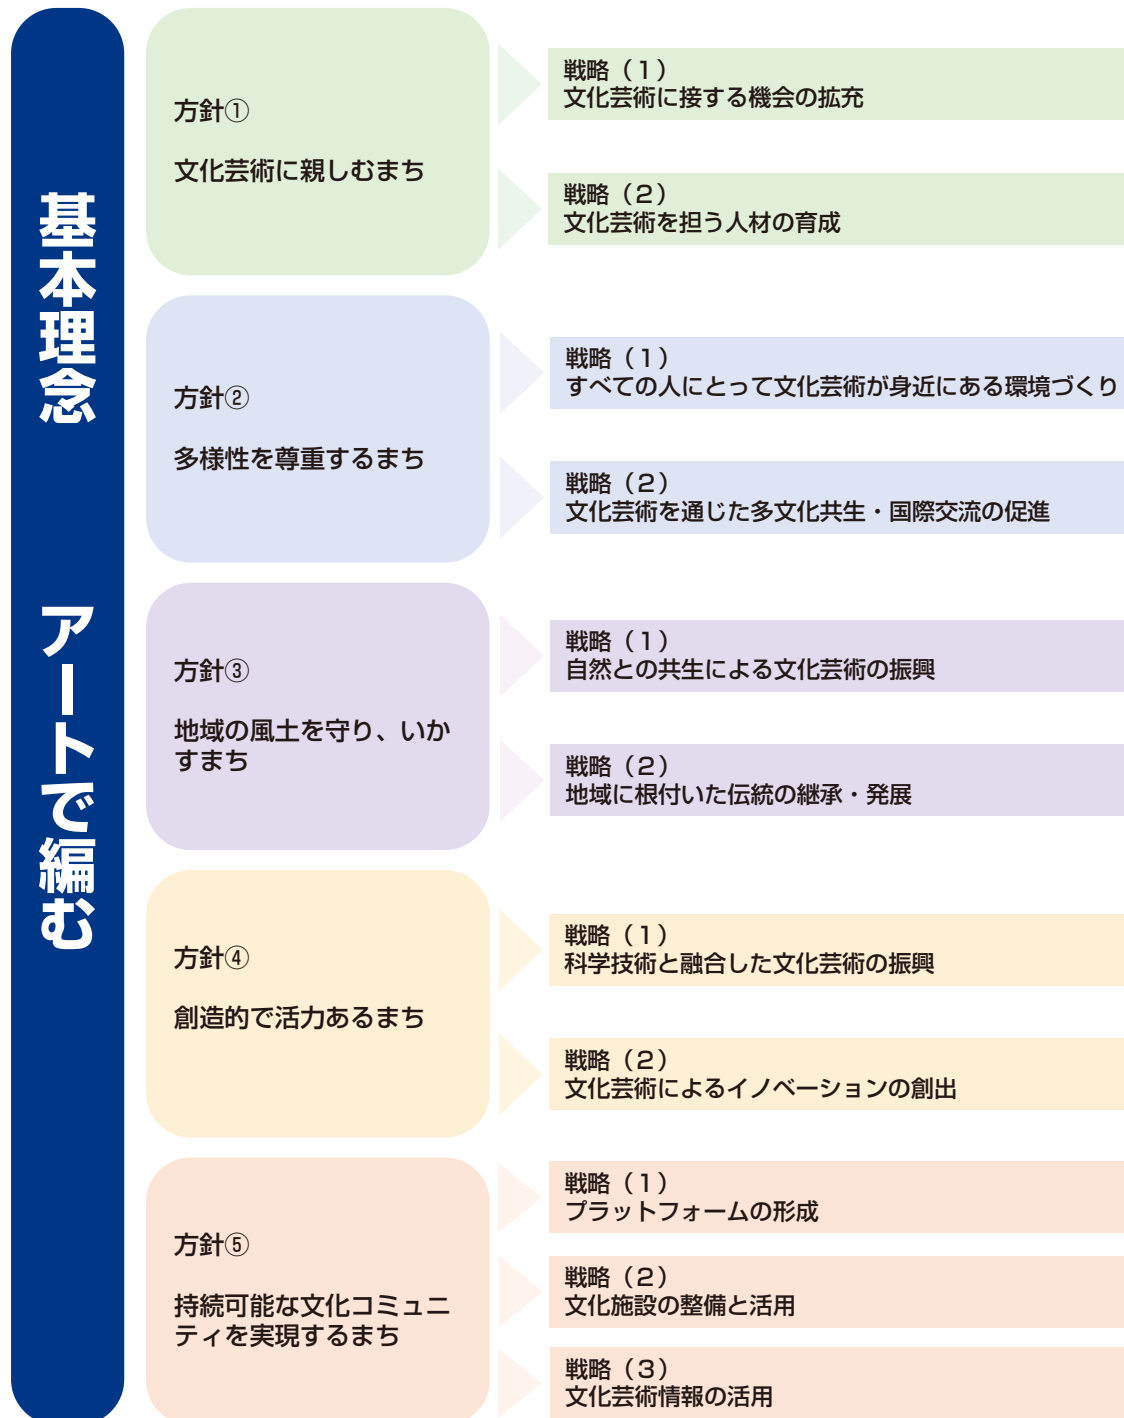 基本理念　アートで編む
方針①
文化芸術に親しむまち
戦略（１）
文化芸術に接する機会の拡充
戦略（２）
文化芸術を担う人材の育成
方針②
多様性を尊重するまち
戦略（１）
すべての人にとって文化芸術が身近にある環境づくり
戦略（２）
文化芸術を通じた多文化共生・国際交流の促進
方針③
地域の風土を守り、いか
すまち
戦略（１）
自然との共生による文化芸術の振興
戦略（２）
地域に根付いた伝統の継承・発展
方針④
創造的で活力あるまち
戦略（１）
科学技術と融合した文化芸術の振興
戦略（２）
文化芸術によるイノベーションの創出
方針⑤
持続可能な文化コミュニ
ティを実現するまち
戦略（１）
プラットフォームの形成
戦略（２）
文化施設の整備と活用
戦略（３）
文化芸術情報の活用